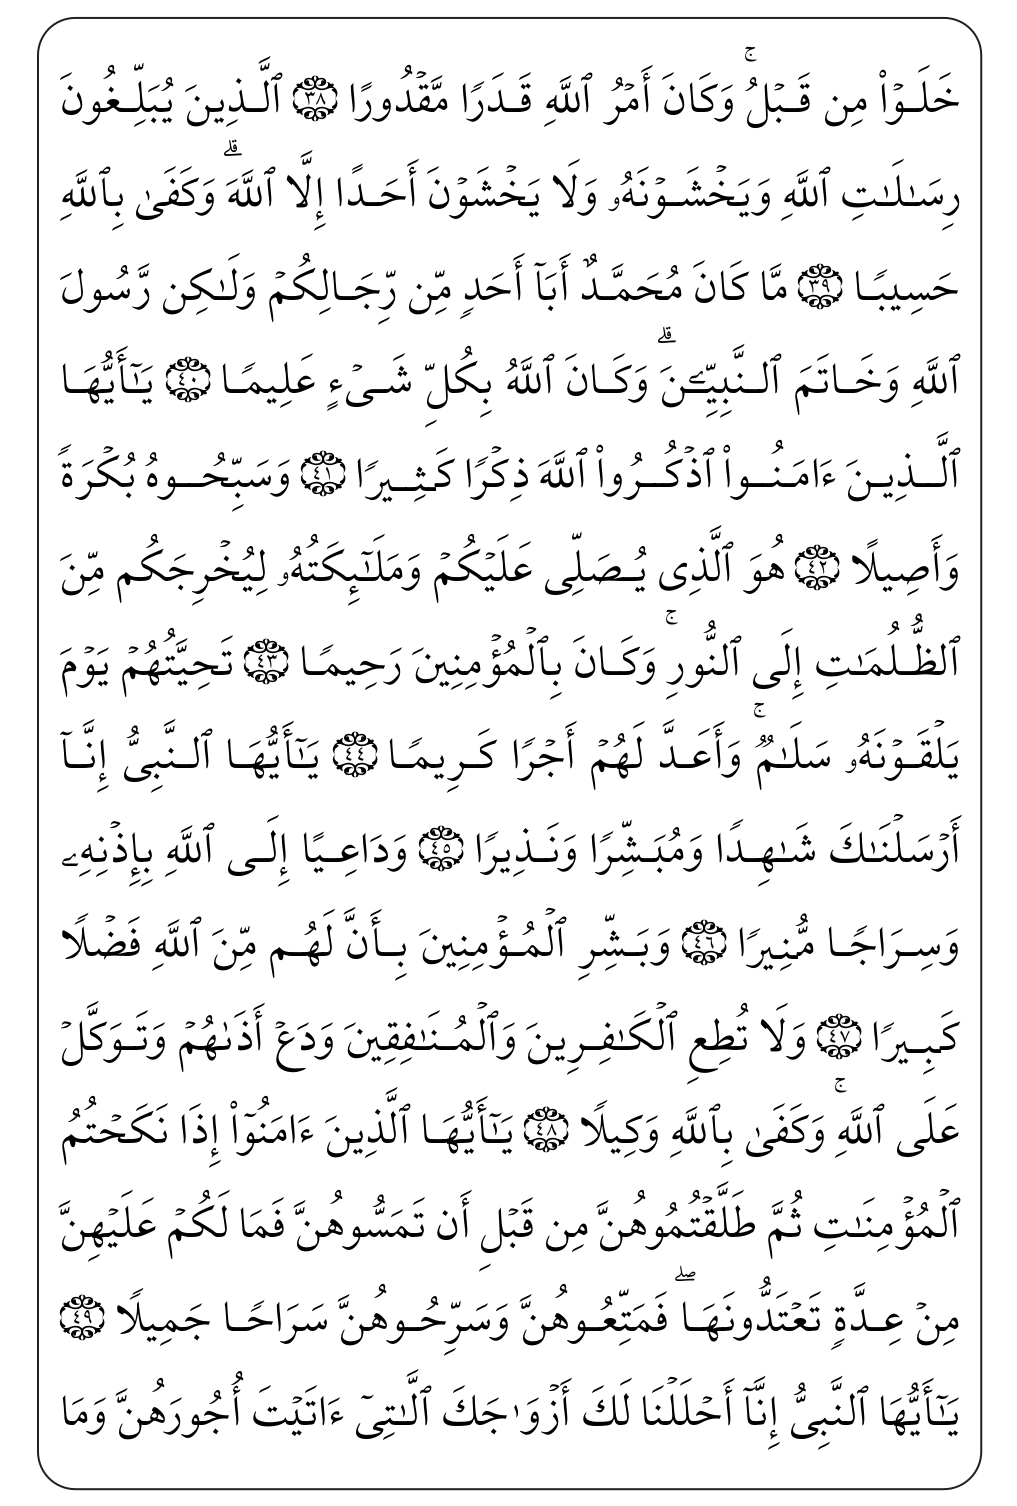 خَلَوۡاْ مِن قَبۡلُۚ وَكَانَ أَمۡرُ ٱللَّهِ قَدَرٗا مَّقۡدُورًا ٣٨ ٱلَّذِينَ يُبَلِّغُونَ
رِسَٰلَٰتِ ٱللَّهِ وَيَخۡشَوۡنَهُۥ وَلَا يَخۡشَوۡنَ أَحَدًا إِلَّا ٱللَّهَۗ وَكَفَىٰ بِٱللَّهِ
حَسِيبٗا ٣٩ مَّا كَانَ مُحَمَّدٌ أَبَآ أَحَدٖ مِّن رِّجَالِكُمۡ وَلَٰكِن رَّسُولَ
ٱللَّهِ وَخَاتَمَ ٱلنَّبِيِّـۧنَۗ وَكَانَ ٱللَّهُ بِكُلِّ شَيۡءٍ عَلِيمٗا ٤٠ يَٰٓأَيُّهَا
ٱلَّذِينَ ءَامَنُواْ ٱذۡكُرُواْ ٱللَّهَ ذِكۡرٗا كَثِيرٗا ٤١ وَسَبِّحُوهُ بُكۡرَةٗ
وَأَصِيلًا ٤٢ هُوَ ٱلَّذِي يُصَلِّي عَلَيۡكُمۡ وَمَلَٰٓئِكَتُهُۥ لِيُخۡرِجَكُم مِّنَ
ٱلظُّلُمَٰتِ إِلَى ٱلنُّورِۚ وَكَانَ بِٱلۡمُؤۡمِنِينَ رَحِيمٗا ٤٣ تَحِيَّتُهُمۡ يَوۡمَ
يَلۡقَوۡنَهُۥ سَلَٰمٞۚ وَأَعَدَّ لَهُمۡ أَجۡرٗا كَرِيمٗا ٤٤ يَٰٓأَيُّهَا ٱلنَّبِيُّ إِنَّآ
أَرۡسَلۡنَٰكَ شَٰهِدٗا وَمُبَشِّرٗا وَنَذِيرٗا ٤٥ وَدَاعِيًا إِلَى ٱللَّهِ بِإِذۡنِهِۦ
وَسِرَاجٗا مُّنِيرٗا ٤٦ وَبَشِّرِ ٱلۡمُؤۡمِنِينَ بِأَنَّ لَهُم مِّنَ ٱللَّهِ فَضۡلٗا
كَبِيرٗا ٤٧ وَلَا تُطِعِ ٱلۡكَٰفِرِينَ وَٱلۡمُنَٰفِقِينَ وَدَعۡ أَذَىٰهُمۡ وَتَوَكَّلۡ
عَلَى ٱللَّهِۚ وَكَفَىٰ بِٱللَّهِ وَكِيلٗا ٤٨ يَٰٓأَيُّهَا ٱلَّذِينَ ءَامَنُوٓاْ إِذَا نَكَحۡتُمُ
ٱلۡمُؤۡمِنَٰتِ ثُمَّ طَلَّقۡتُمُوهُنَّ مِن قَبۡلِ أَن تَمَسُّوهُنَّ فَمَا لَكُمۡ عَلَيۡهِنَّ
مِنۡ عِدَّةٖ تَعۡتَدُّونَهَاۖ فَمَتِّعُوهُنَّ وَسَرِّحُوهُنَّ سَرَاحٗا جَمِيلٗا ٤٩
يَٰٓأَيُّهَا ٱلنَّبِيُّ إِنَّآ أَحۡلَلۡنَا لَكَ أَزۡوَٰجَكَ ٱلَّٰتِيٓ ءَاتَيۡتَ أُجُورَهُنَّ وَمَا